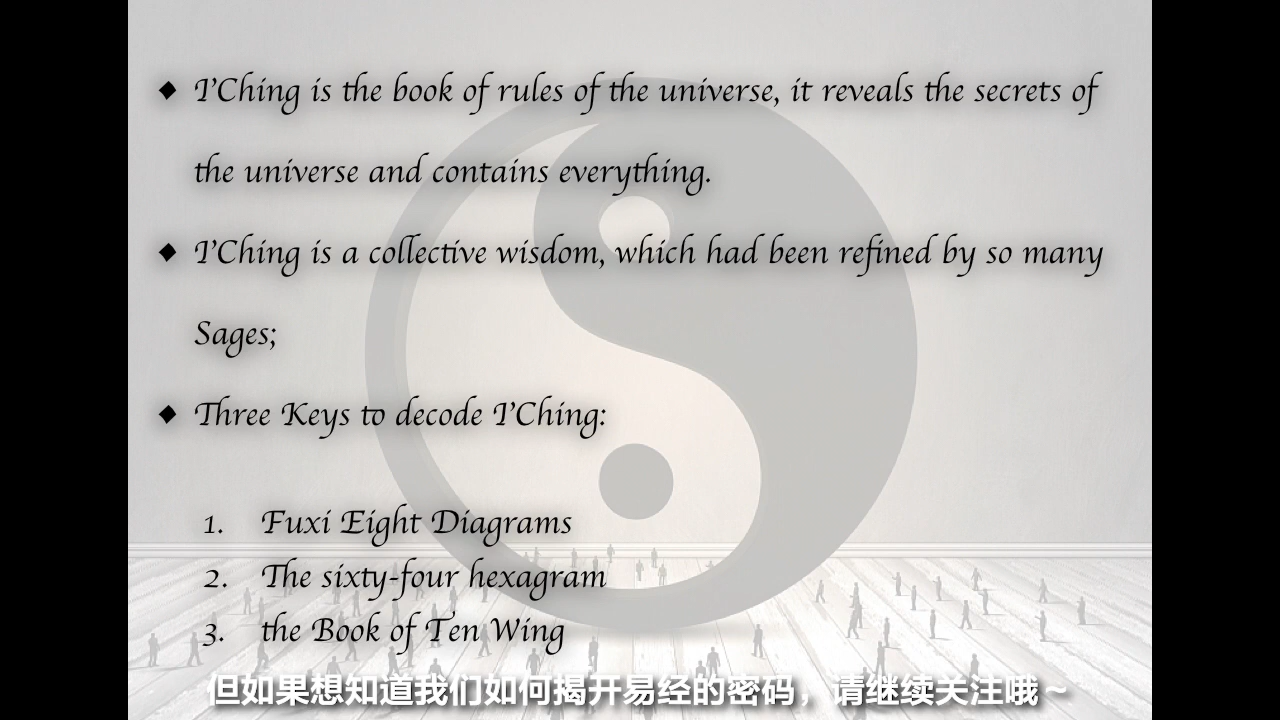 ◆ I'Ching is the book of rules of the universe, it reveals the secrets of
the universe and contains everything.
◆ I'Ching is a collective wisdom, which had been refined by so many
Sages;
◆ Three Keys to decode I'Ching:
1. Fuxi Eight Diagrams
2. The sixty-four hexagram
3. the Book of Ten Wing
但如果想知道我们如何揭开易经的密码，请继续关注哦～